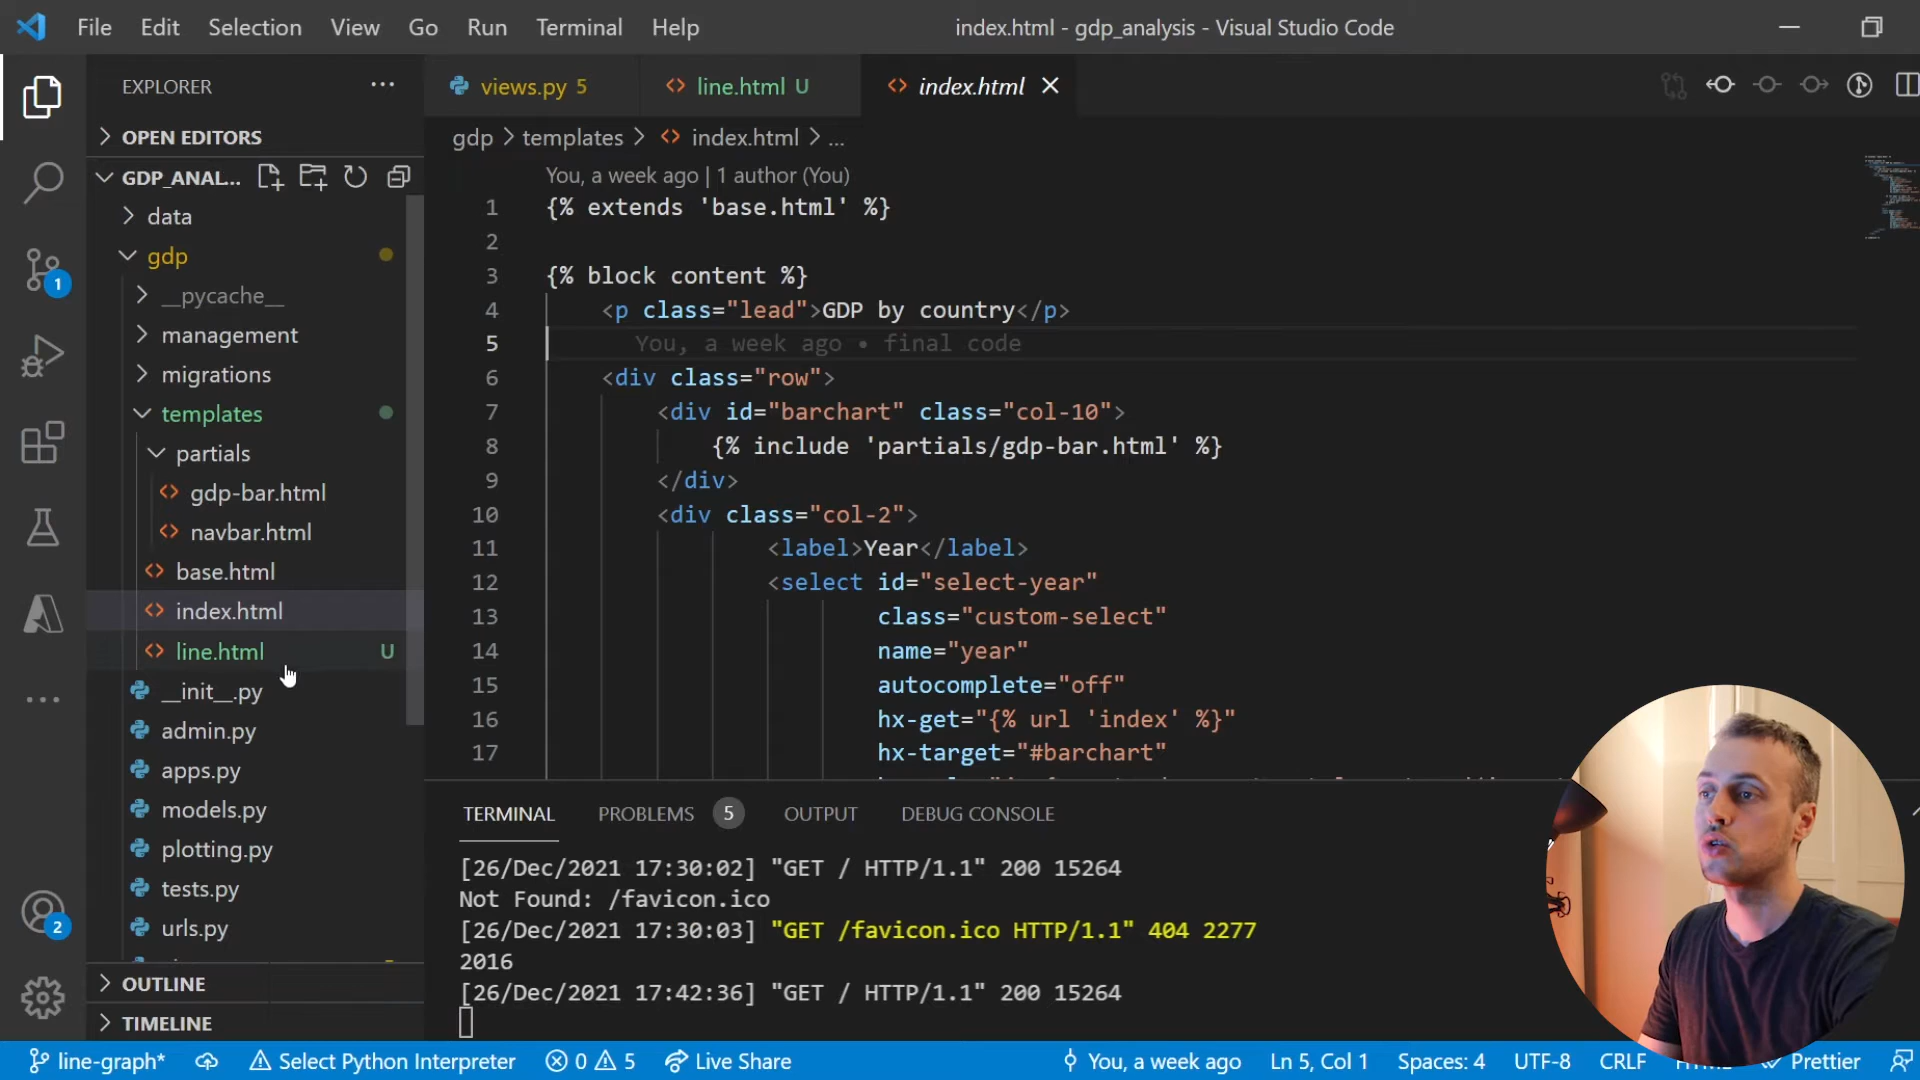 File Edit Selection View Go Run Terminal Help index.html - gdp_analysis - Visual Studio Code
EXPLORER ···
OPEN EDITORS
GDP_ANAL...
data
gdp
__pycache__
management
migrations
templates
partials
gdp-bar.html
navbar.html
base.html
index.html
line.html U
__init__.py
admin.py
apps.py
models.py
plotting.py
tests.py
urls.py
OUTLINE
TIMELINE
1
2
views.py 5 line.html U index.html
gdp > templates > index.html > ...
You, a week ago | 1 author (You)
1 {% extends 'base.html' %}
2
3 {% block content %}
4 <p class="lead">GDP by country</p>
5 You, a week ago • final code
6 <div class="row">
7 <div id="barchart" class="col-10">
8 {% include 'partials/gdp-bar.html' %}
9 </div>
10 <div class="col-2">
11 <label>Year</label>
12 <select id="select-year"
13 class="custom-select"
14 name="year"
15 autocomplete="off"
16 hx-get="{% url 'index' %}"
17 hx-target="#barchart"
TERMINAL PROBLEMS 5 OUTPUT DEBUG CONSOLE
[26/Dec/2021 17:30:02] "GET / HTTP/1.1" 200 15264
Not Found: /favicon.ico
[26/Dec/2021 17:30:03] "GET /favicon.ico HTTP/1.1" 404 2277
2016
[26/Dec/2021 17:42:36] "GET / HTTP/1.1" 200 15264
line-graph* Select Python Interpreter 0 5 Live Share You, a week ago Ln 5, Col 1 Spaces: 4 UTF-8 CRLF Prettier